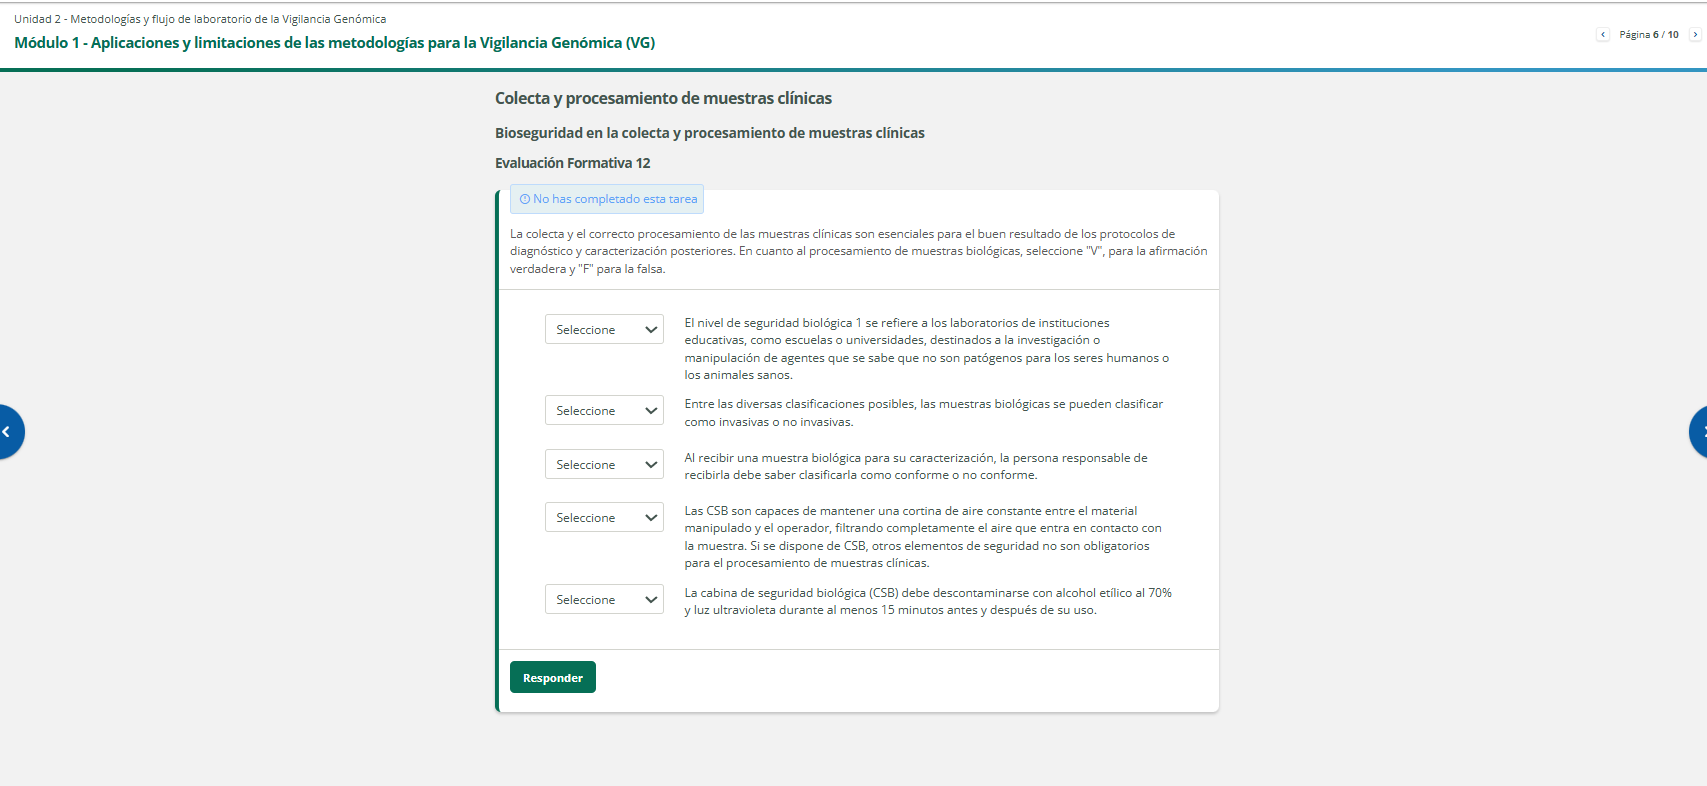 Unidad 2 - Metodologías y flujo de laboratorio de la Vigilancia Genómica
Módulo 1 - Aplicaciones y limitaciones de las metodologías para la Vigilancia Genómica (VG)
Página 6 / 10
Colecta y procesamiento de muestras clínicas
Bioseguridad en la colecta y procesamiento de muestras clínicas
Evaluación Formativa 12
No has completado esta tarea
La colecta y el correcto procesamiento de las muestras clínicas son esenciales para el buen resultado de los protocolos de
diagnóstico y caracterización posteriores. En cuanto al procesamiento de muestras biológicas, seleccione "V", para la afirmación
verdadera y "F" para la falsa.
Seleccione
El nivel de seguridad biológica 1 se refiere a los laboratorios de instituciones
educativas, como escuelas o universidades, destinados a la investigación o
manipulación de agentes que se sabe que no son patógenos para los seres humanos o
los animales sanos.
Seleccione
Entre las diversas clasificaciones posibles, las muestras biológicas se pueden clasificar
como invasivas o no invasivas.
Seleccione
Al recibir una muestra biológica para su caracterización, la persona responsable de
recibirla debe saber clasificarla como conforme o no conforme.
Seleccione
Las CSB son capaces de mantener una cortina de aire constante entre el material
manipulado y el operador, filtrando completamente el aire que entra en contacto con
la muestra. Si se dispone de CSB, otros elementos de seguridad no son obligatorios
para el procesamiento de muestras clínicas.
Seleccione
La cabina de seguridad biológica (CSB) debe descontaminarse con alcohol etílico al 70%
y luz ultravioleta durante al menos 15 minutos antes y después de su uso.
Responder